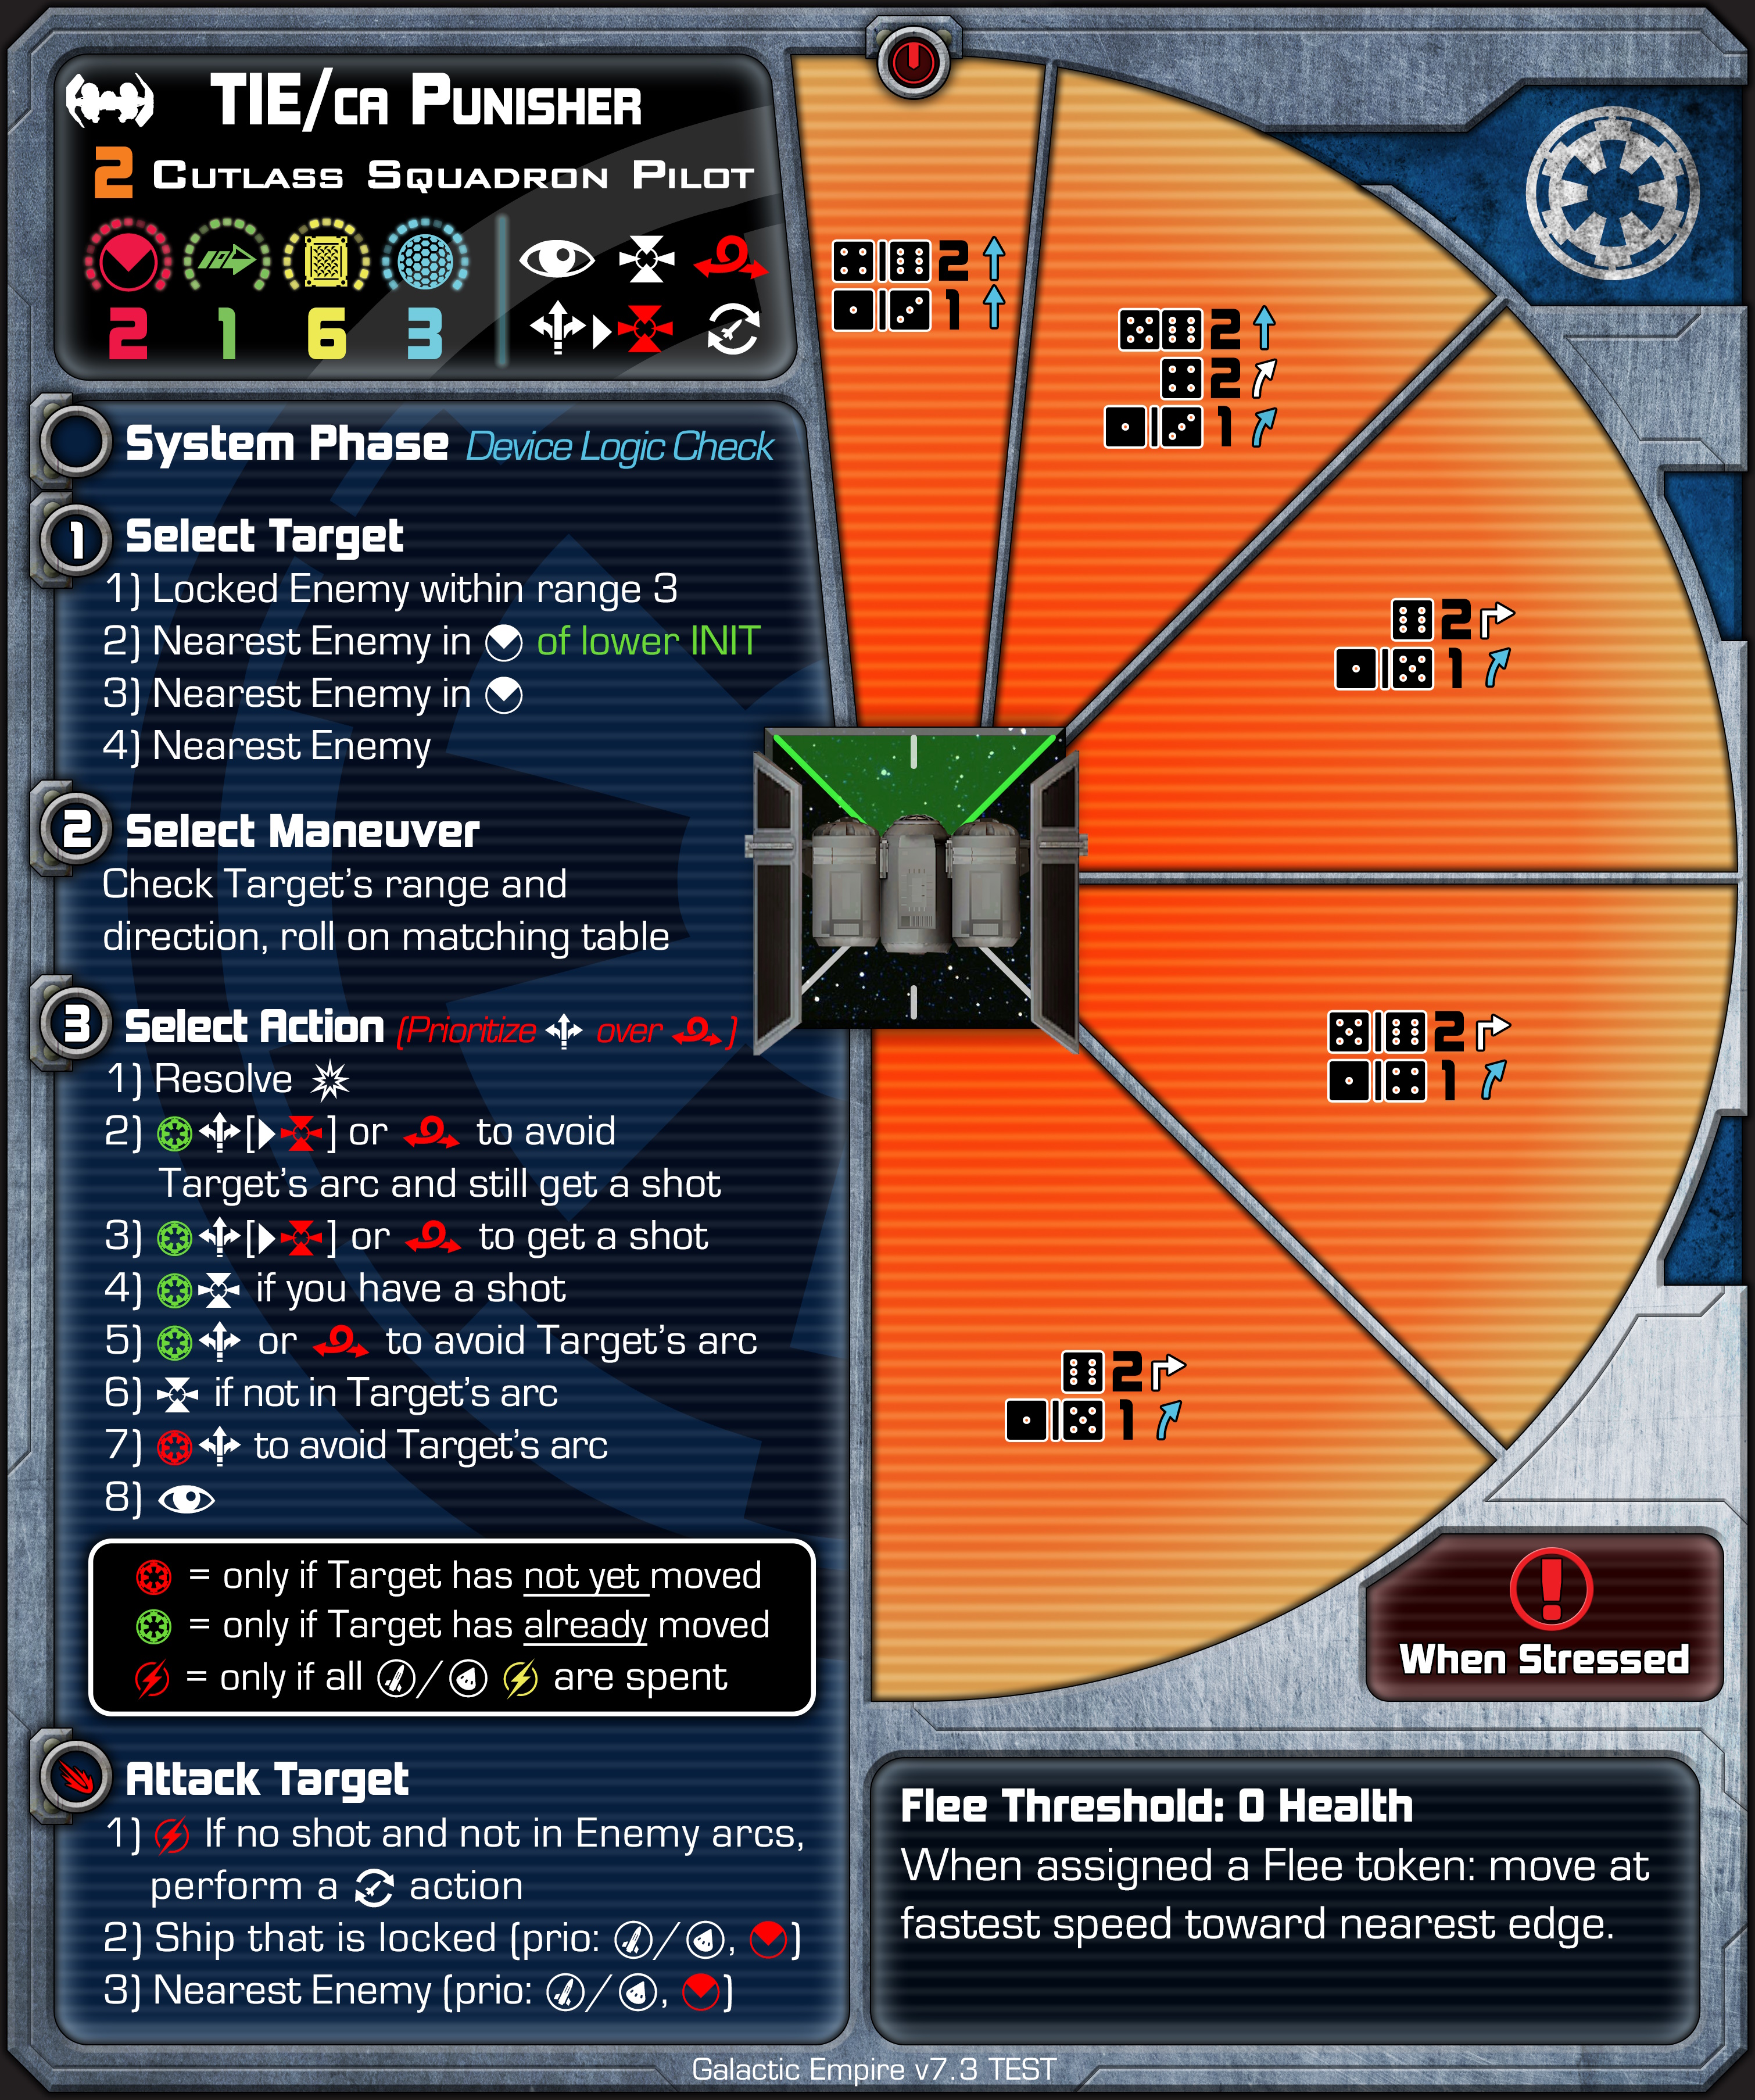 TIE/CA PUNISHER
2 CUTLASS SQUADRON PILOT
2 1 6 3
System Phase Device Logic Check
1 Select Target
1) Locked Enemy within range 3
2) Nearest Enemy in of lower INIT
3) Nearest Enemy in
4) Nearest Enemy
2 Select Maneuver
Check Target's range and
direction, roll on matching table
3 Select Action (Prioritize over )
1) Resolve
2) [ ] or to avoid
Target's arc and still get a shot
3) [ ] or to get a shot
4) if you have a shot
5) or to avoid Target's arc
6) if not in Target's arc
7) to avoid Target's arc
8)
= only if Target has not yet moved
= only if Target has already moved
= only if all / are spent
Attack Target
1) If no shot and not in Enemy arcs,
perform a action
2) Ship that is locked (prio: / , )
3) Nearest Enemy (prio: / , )
2
1
2
2
1
2
1
2
1
2
1
!
When Stressed
Flee Threshold: 0 Health
When assigned a Flee token: move at
fastest speed toward nearest edge.
Galactic Empire v7.3 TEST